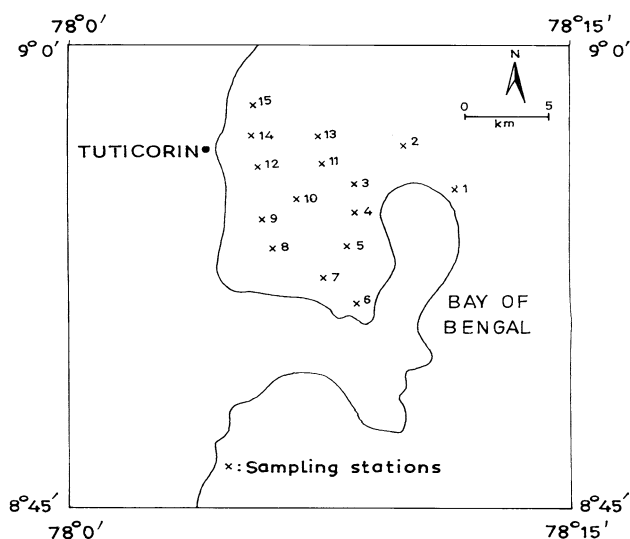 78°0′ 78°15′
9°0′ 9°0′
N
0 5
km
×15
×14 ×13 ×2
TUTICORIN•
×12 ×11
×3 ×1
×10
×4
×9
×8 ×5
×7
×6
BAY OF
BENGAL
×: Sampling stations
8°45′ 8°45′
78°0′ 78°15′